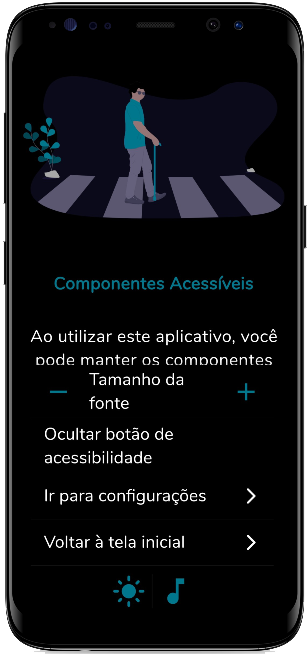 Componentes Acessíveis
Ao utilizar este aplicativo, você
pode manter os componentes
Tamanho da
fonte
Ocultar botão de
acessibilidade
Ir para configurações
Voltar à tela inicial